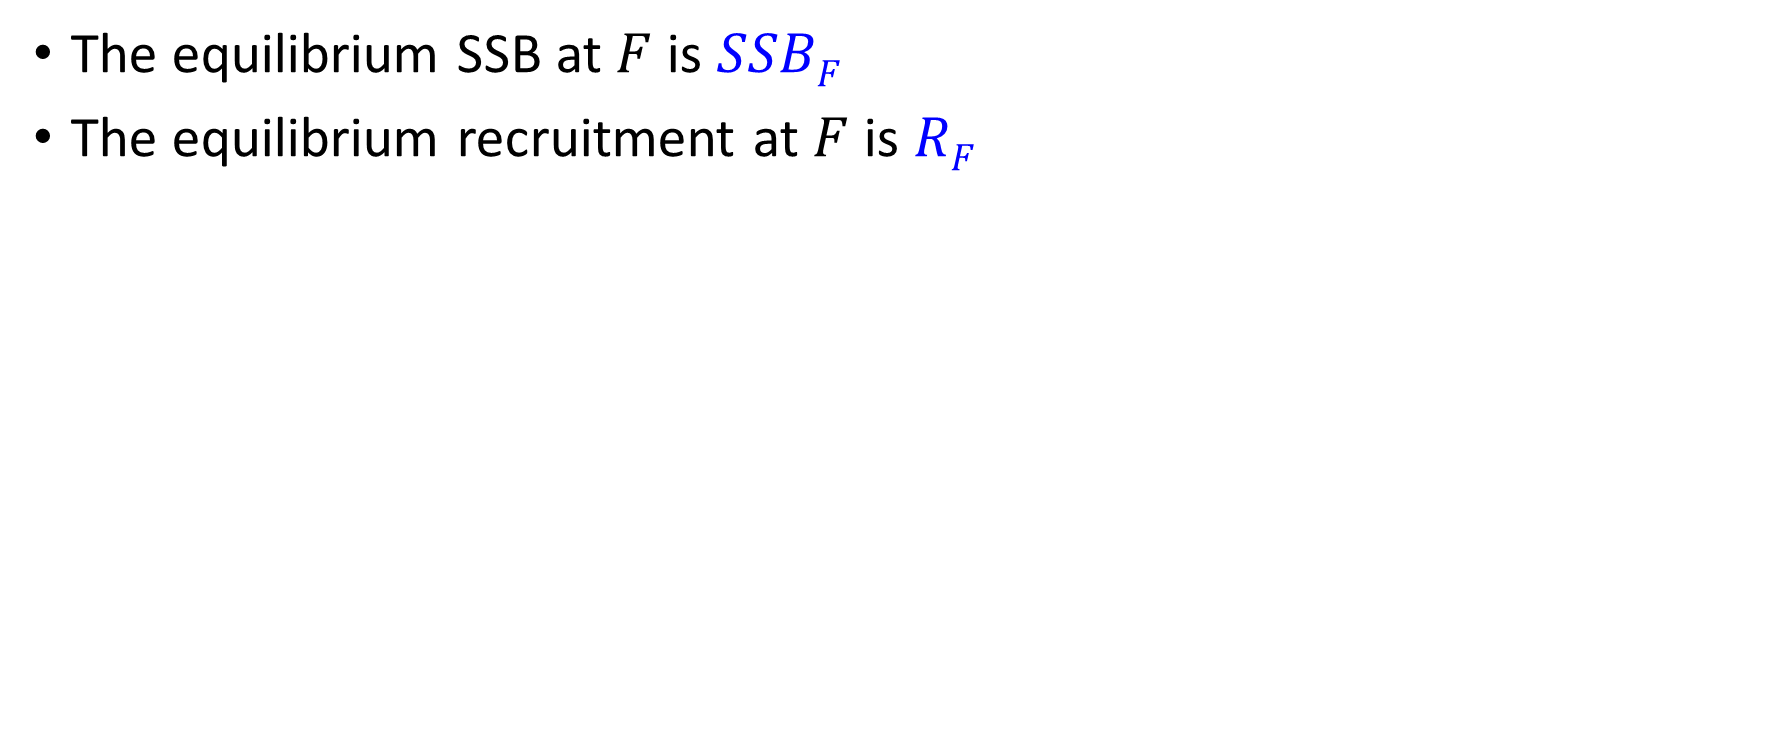 • The equilibrium SSB at F is SSB_F
• The equilibrium recruitment at F is R_F